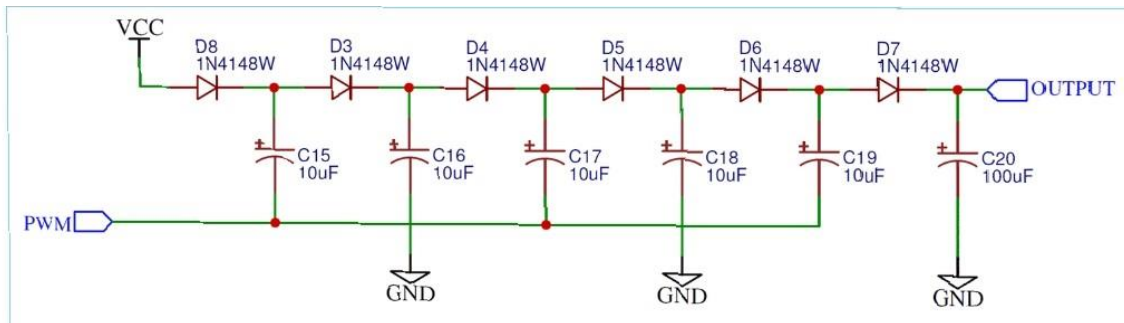 VCC
D8
1N4148W
D3
1N4148W
D4
1N4148W
D5
1N4148W
D6
1N4148W
D7
1N4148W
OUTPUT
+
C15
10uF
+
C16
10uF
+
C17
10uF
+
C18
10uF
+
C19
10uF
+
C20
100uF
PWM
GND
GND
GND